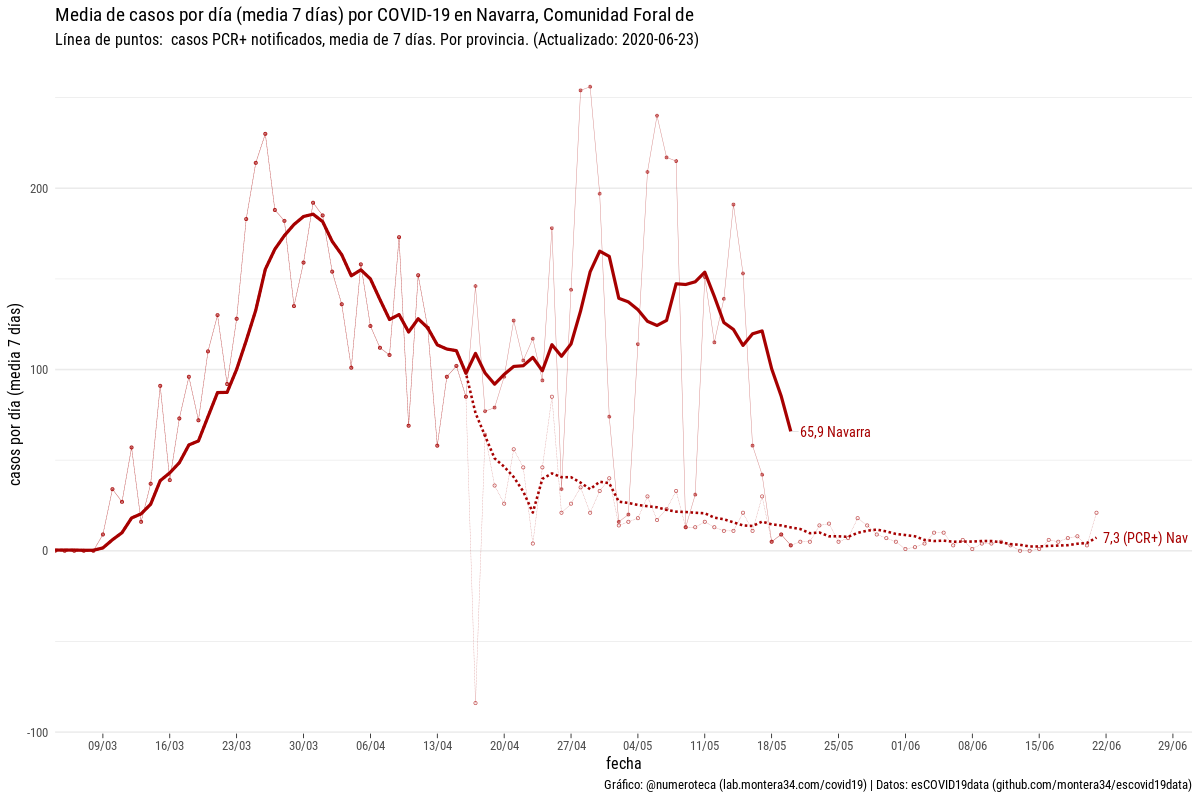 Media de casos por día (media 7 días) por COVID-19 en Navarra, Comunidad Foral de
Línea de puntos:  casos PCR+ notificados, media de 7 días. Por provincia. (Actualizado: 2020-06-23)
casos por día (media 7 días)
200
100
0
-100
65,9 Navarra
7,3 (PCR+) Nav
09/03 16/03 23/03 30/03 06/04 13/04 20/04 27/04 04/05 11/05 18/05 25/05 01/06 08/06 15/06 22/06 29/06
fecha
Gráfico: @numeroteca (lab.montera34.com/covid19) | Datos: esCOVID19data (github.com/montera34/escovid19data)